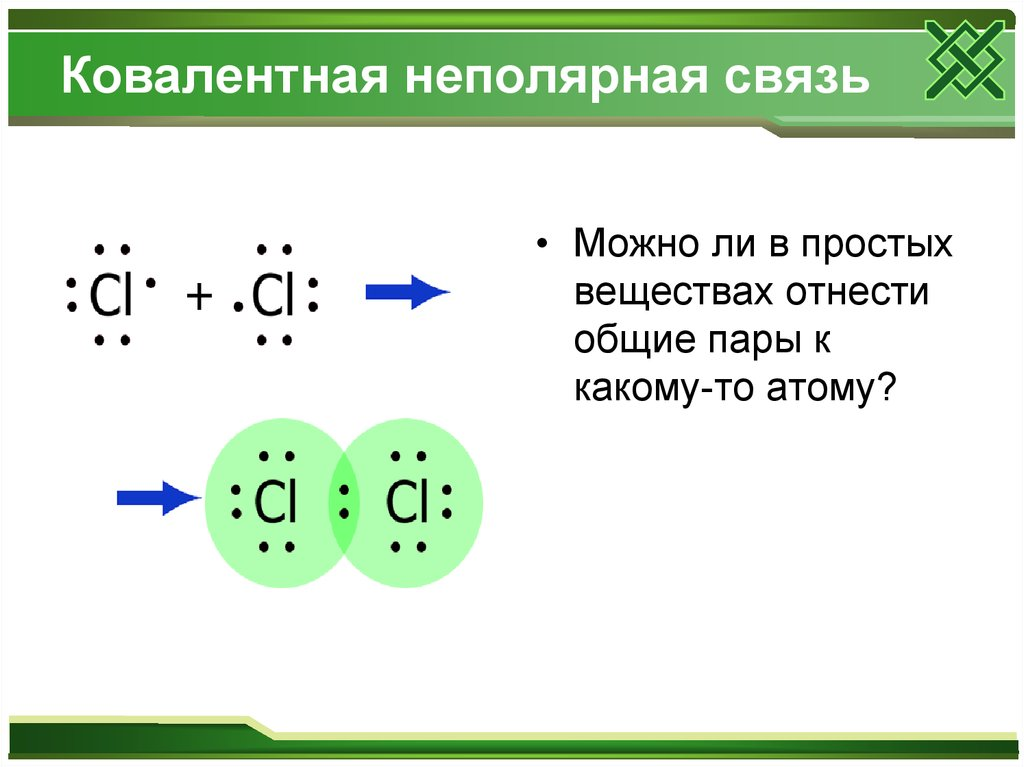 Ковалентная неполярная связь
Cl + Cl
• Можно ли в простых
веществах отнести
общие пары к
какому-то атому?
Cl Cl